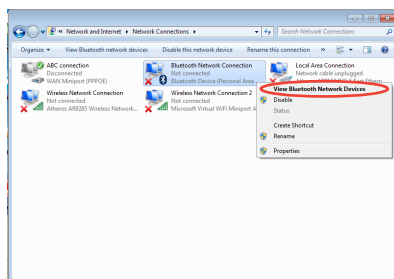 « Network and Internet ▸ Network Connections ▸
Search Network Connections
Organize ▾ View Bluetooth network devices Disable this network device Rename this connection »
ABC connection
Disconnected
WAN Miniport (PPPOE)
Bluetooth Network Connection
Not connected
Bluetooth Device (Personal Area
Local Area Connection
Network cable unplugged
Wireless Network Connection
Not connected
Atheros AR9285 Wireless Network...
Wireless Network Connection 2
Not connected
Microsoft Virtual WiFi Miniport A
View Bluetooth Network Devices
Disable
Status
Create Shortcut
Rename
Properties